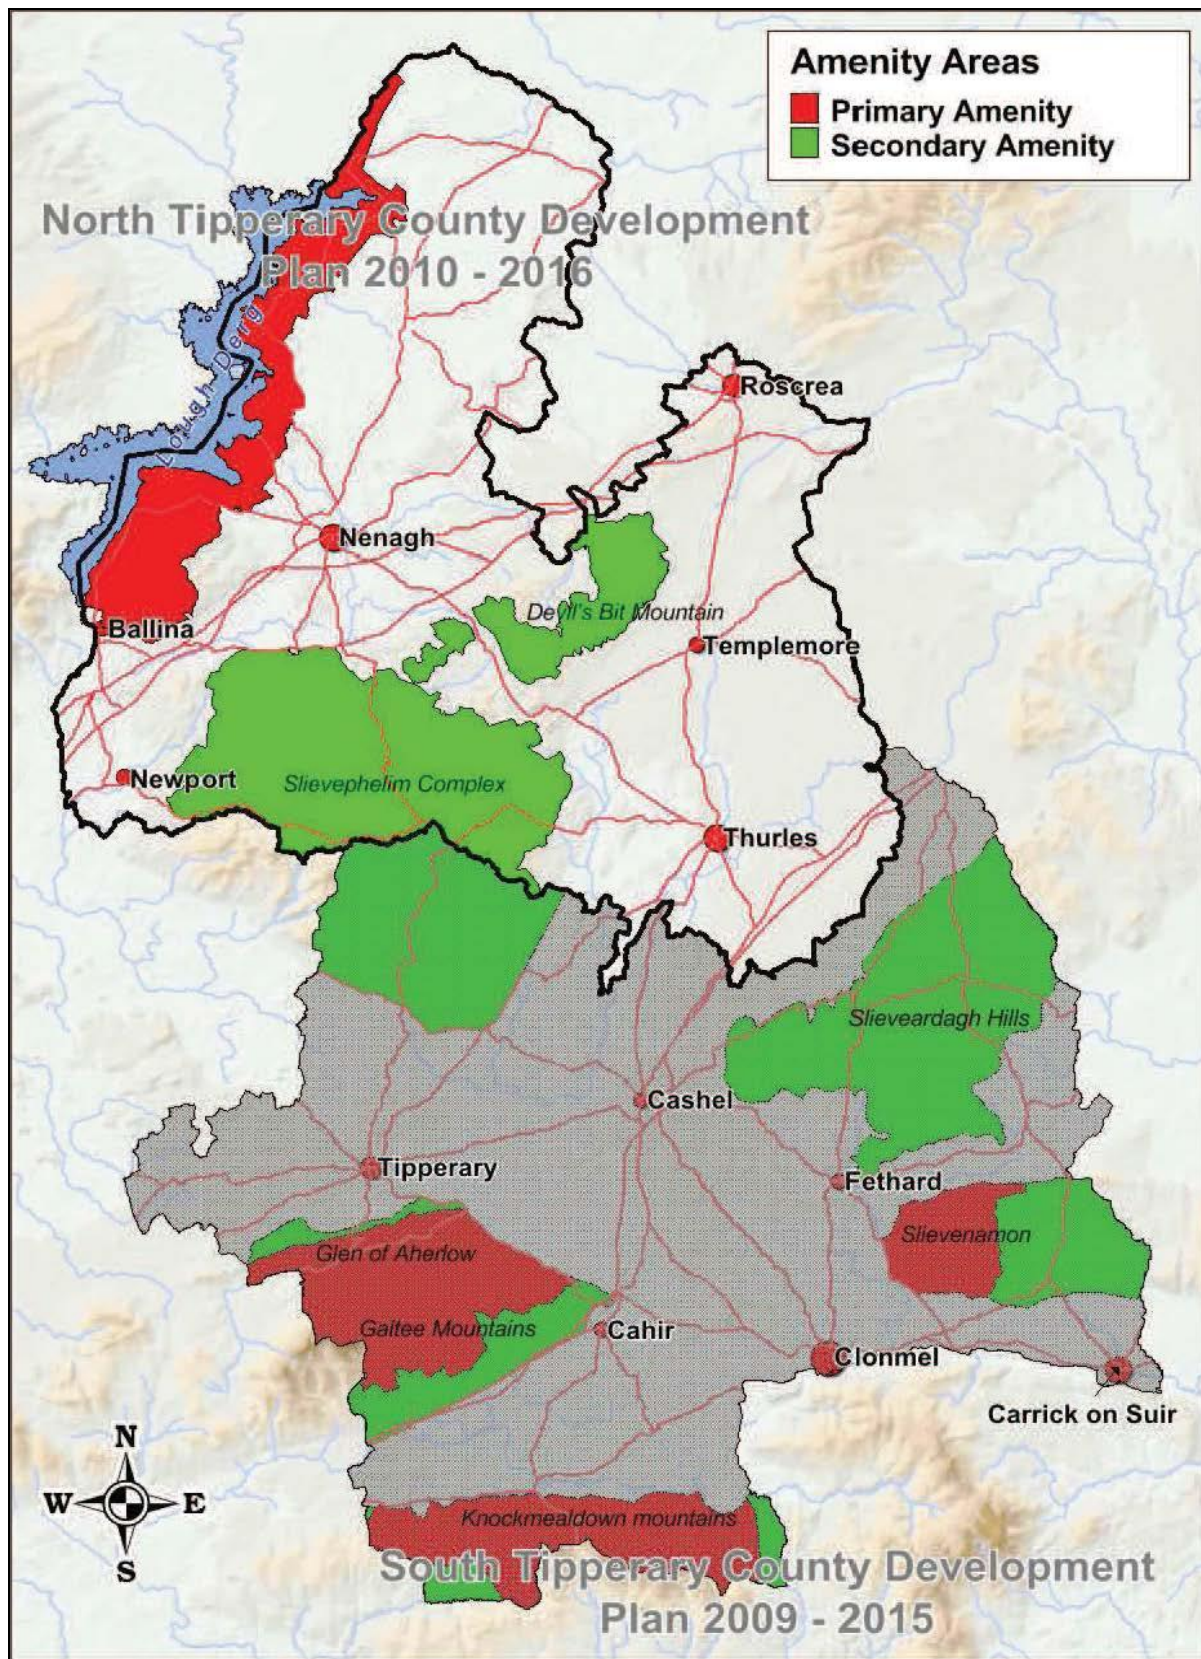 Amenity Areas
Primary Amenity
Secondary Amenity
North Tipperary County Development
Plan 2010 - 2016
Lough Derg
Roscrea
Nenagh
Devil's Bit Mountain
Ballina
Templemore
Newport
Slievephelim Complex
Thurles
Slieveardagh Hills
Cashel
Tipperary
Fethard
Slievenamon
Glen of Aherlow
Galtee Mountains
Cahir
Clonmel
Carrick on Suir
N
W
E
S
Knockmealdown mountains
South Tipperary County Development
Plan 2009 - 2015